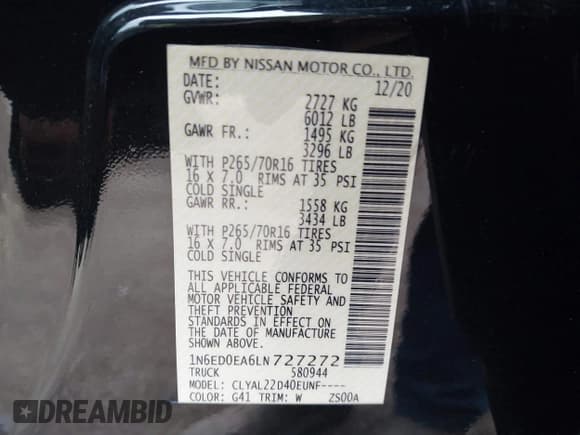 MFD BY NISSAN MOTOR CO., LTD.
DATE: 12/20
GVWR: 2727 KG
6012 LB
GAWR FR.: 1495 KG
3296 LB
WITH P265/70R16 TIRES
16 X 7.0 RIMS AT 35 PSI
COLD SINGLE
GAWR RR.: 1558 KG
3434 LB
WITH P265/70R16 TIRES
16 X 7.0 RIMS AT 35 PSI
COLD SINGLE
THIS VEHICLE CONFORMS TO
ALL APPLICABLE FEDERAL
MOTOR VEHICLE SAFETY AND
THEFT PREVENTION
STANDARDS IN EFFECT ON
THE DATE OF MANUFACTURE
SHOWN ABOVE.
1N6ED0EA6LN727272
TRUCK 580944
MODEL: CLYAL22D40EUNF----
COLOR: G41 TRIM: W ZS00A
DREAMBID